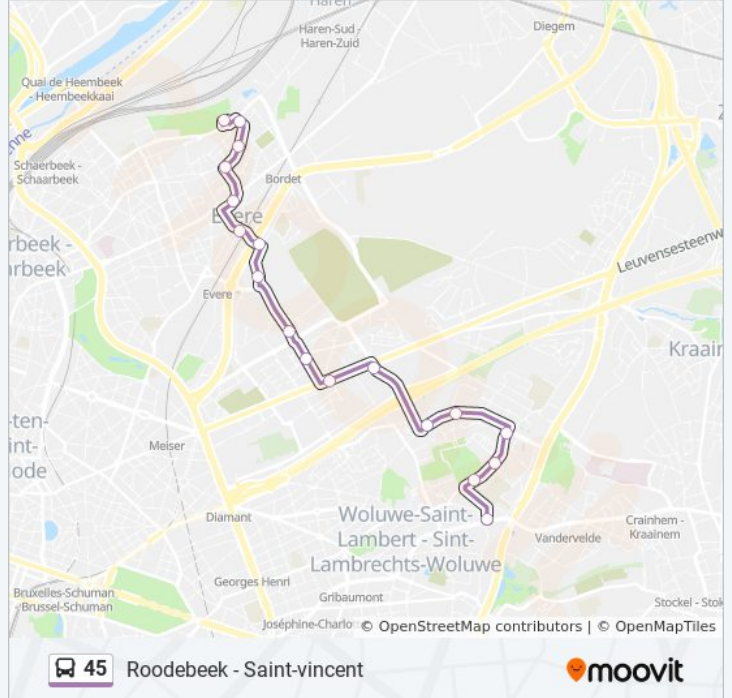 Haren
Haren-Sud -
Haren-Zuid
Diegem
Quai de Heembeek
- Heembeekkaai
enne
Schaerbeek -
Schaarbeek
Bordet
Evere
rbeek -
arbeek
Leuvensesteenw
Evere
Kraain
-ten-
int-
ode
Meiser
Diamant
Woluwe-Saint-
Lambert - Sint-
Lambrechts-Woluwe
Crainhem -
Kraainem
Vandervelde
Georges Henri
Bruxelles-Schuman
- Brussel-Schuman
Gribaumont
Stockel - Stok
Joséphine-Charlo
© OpenStreetMap contributors | © OpenMapTiles
45 Roodebeek - Saint-vincent
moovit